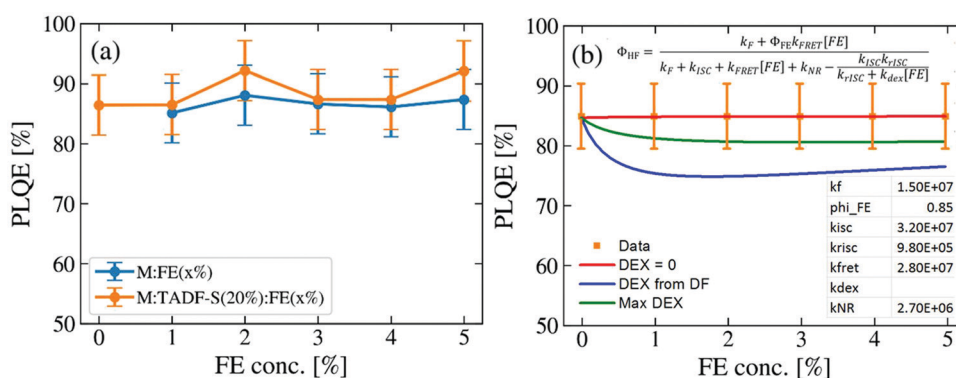 (a)
PLQE [%]
100
90
80
70
60
50
0 1 2 3 4 5
FE conc. [%]
M:FE(x%)
M:TADF-S(20%):FE(x%)
(b)
Φ_HF = (k_F + Φ_FE k_FRET [FE]) / (k_F + k_ISC + k_FRET [FE] + k_NR − (k_ISC k_rISC) / (k_rISC + k_dex [FE]))
PLQE [%]
100
90
80
70
60
50
0 1 2 3 4 5
FE conc. [%]
Data
DEX = 0
DEX from DF
Max DEX
kf 1.50E+07
phi_FE 0.85
kisc 3.20E+07
krisc 9.80E+05
kfret 2.80E+07
kdex
kNR 2.70E+06